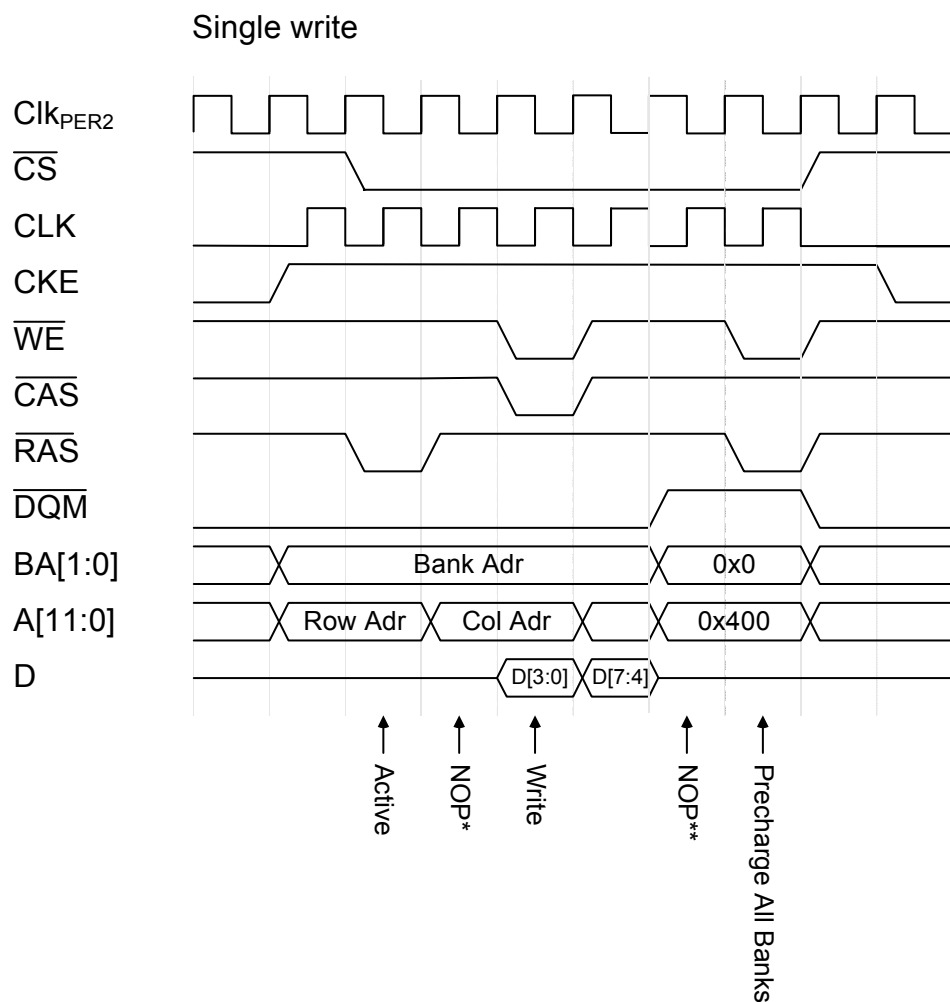 Single write
ClkPER2
CS
CLK
CKE
WE
CAS
RAS
DQM
BA[1:0] Bank Adr 0x0
A[11:0] Row Adr Col Adr 0x400
D D[3:0] D[7:4]
Active
NOP*
Write
NOP**
Precharge All Banks